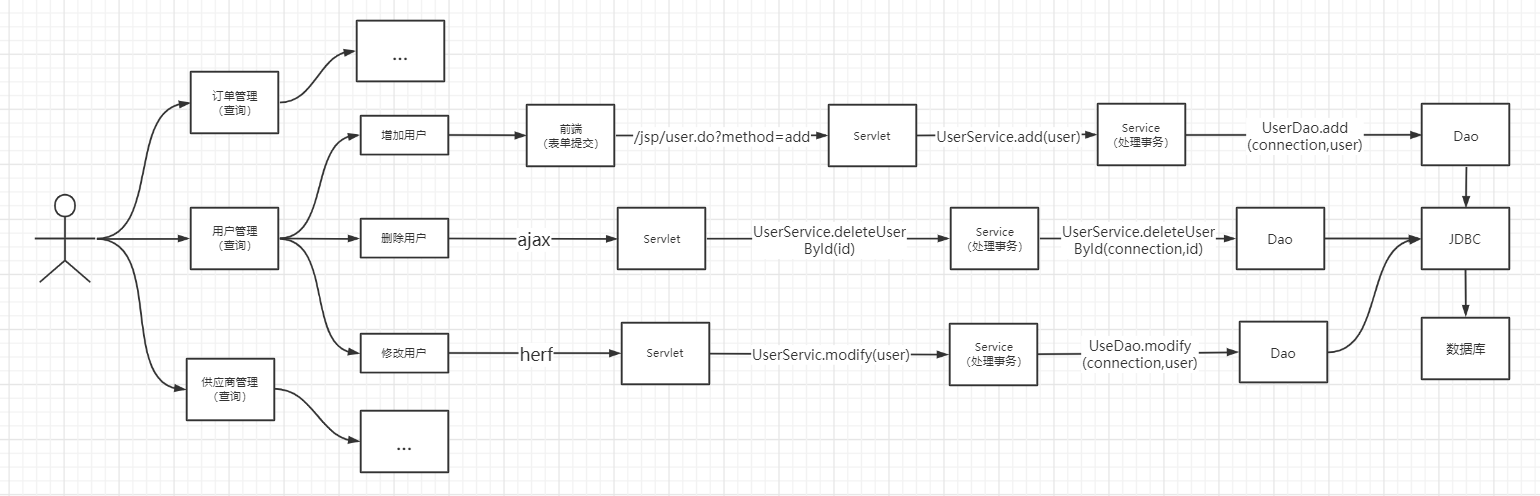 ...
订单管理
（查询）
增加用户
前端
（表单提交）
/jsp/user.do?method=add
Servlet
UserService.add(user)
Service
（处理事务）
UserDao.add
(connection,user)
Dao
用户管理
（查询）
删除用户
ajax
Servlet
UserService.deleteUser
ById(id)
Service
（处理事务）
UserService.deleteUser
ById(connection,id)
Dao
JDBC
修改用户
herf
Servlet
UserServic.modify(user)
Service
（处理事务）
UseDao.modify
(connection,user)
Dao
数据库
供应商管理
（查询）
...